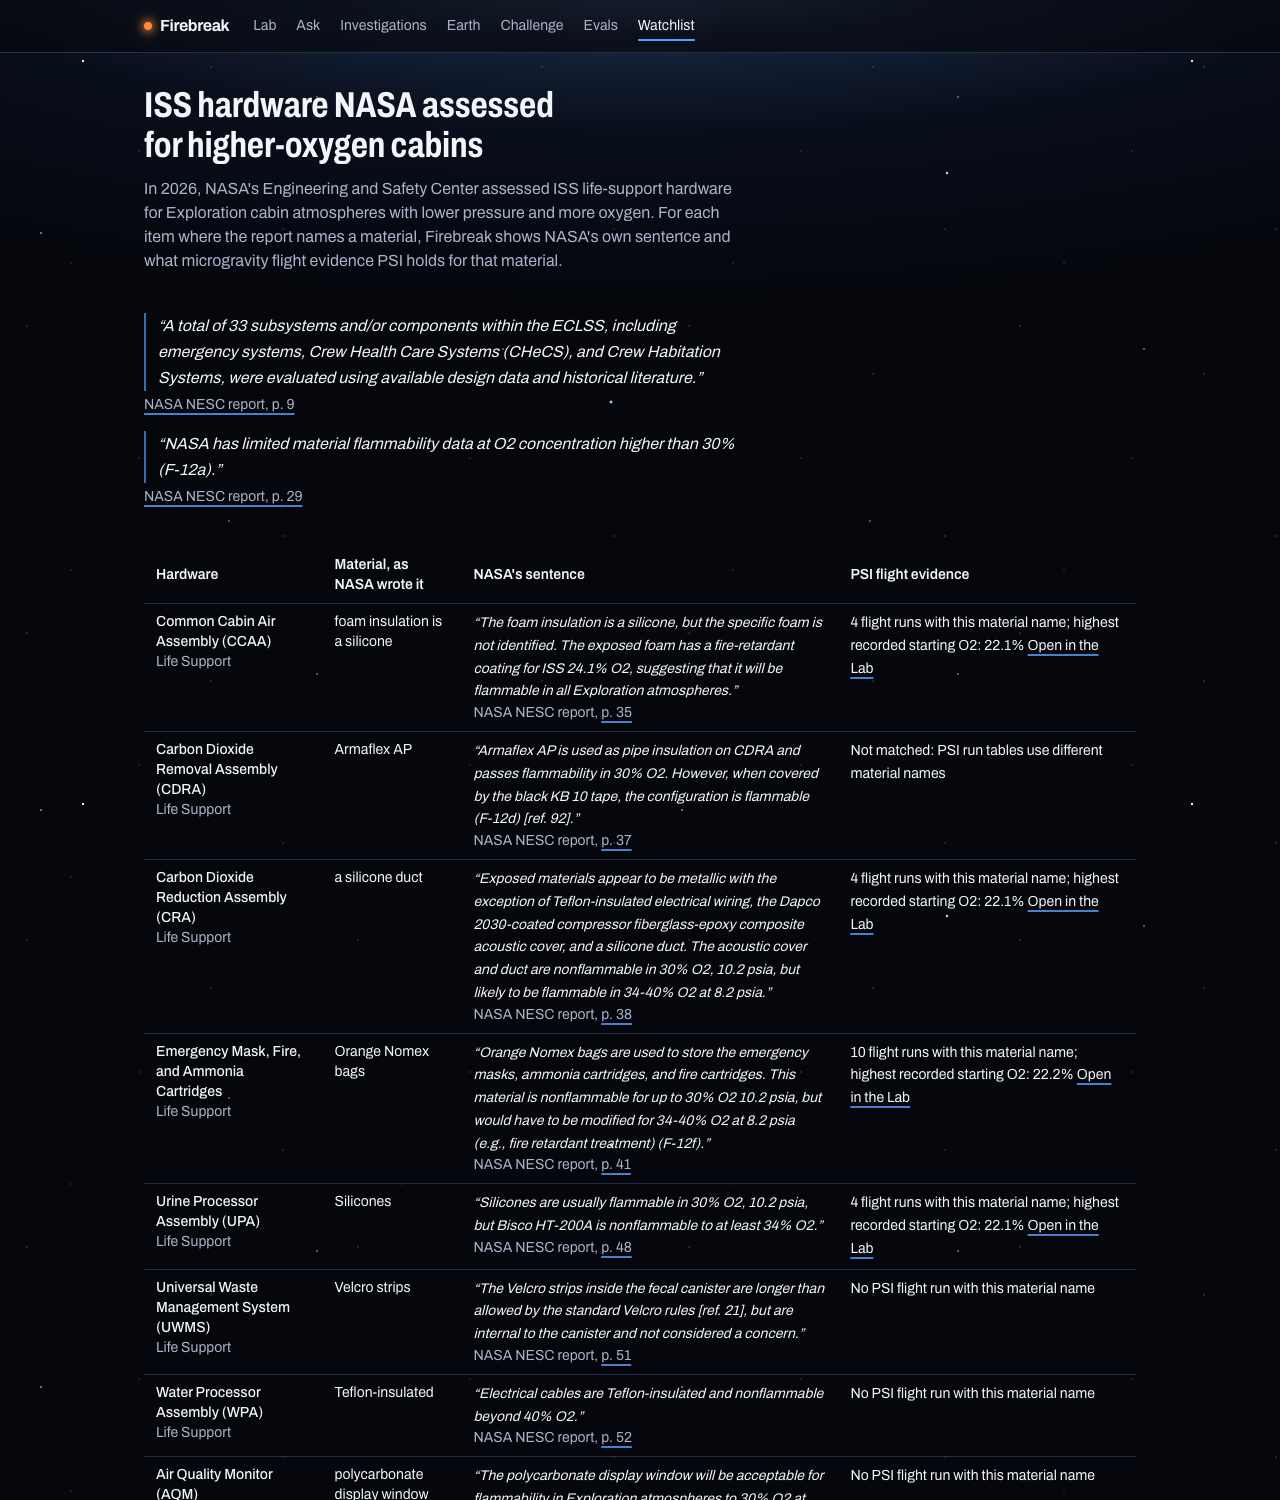 Firebreak Lab Ask Investigations Earth Challenge Evals Watchlist
ISS hardware NASA assessed
for higher-oxygen cabins
In 2026, NASA's Engineering and Safety Center assessed ISS life-support hardware
for Exploration cabin atmospheres with lower pressure and more oxygen. For each
item where the report names a material, Firebreak shows NASA's own sentence and
what microgravity flight evidence PSI holds for that material.
“A total of 33 subsystems and/or components within the ECLSS, including
emergency systems, Crew Health Care Systems (CHeCS), and Crew Habitation
Systems, were evaluated using available design data and historical literature.”
NASA NESC report, p. 9
“NASA has limited material flammability data at O2 concentration higher than 30%
(F-12a).”
NASA NESC report, p. 29
Hardware
Material, as
NASA wrote it
NASA's sentence
PSI flight evidence
Common Cabin Air
Assembly (CCAA)
Life Support
foam insulation is
a silicone
“The foam insulation is a silicone, but the specific foam is
not identified. The exposed foam has a fire-retardant
coating for ISS 24.1% O2, suggesting that it will be
flammable in all Exploration atmospheres.”
NASA NESC report, p. 35
4 flight runs with this material name; highest
recorded starting O2: 22.1% Open in the
Lab
Carbon Dioxide
Removal Assembly
(CDRA)
Life Support
Armaflex AP
“Armaflex AP is used as pipe insulation on CDRA and
passes flammability in 30% O2. However, when covered
by the black KB 10 tape, the configuration is flammable
(F-12d) [ref. 92].”
NASA NESC report, p. 37
Not matched: PSI run tables use different
material names
Carbon Dioxide
Reduction Assembly
(CRA)
Life Support
a silicone duct
“Exposed materials appear to be metallic with the
exception of Teflon-insulated electrical wiring, the Dapco
2030-coated compressor fiberglass-epoxy composite
acoustic cover, and a silicone duct. The acoustic cover
and duct are nonflammable in 30% O2, 10.2 psia, but
likely to be flammable in 34-40% O2 at 8.2 psia.”
NASA NESC report, p. 38
4 flight runs with this material name; highest
recorded starting O2: 22.1% Open in the
Lab
Emergency Mask, Fire,
and Ammonia
Cartridges
Life Support
Orange Nomex
bags
“Orange Nomex bags are used to store the emergency
masks, ammonia cartridges, and fire cartridges. This
material is nonflammable for up to 30% O2 10.2 psia, but
would have to be modified for 34-40% O2 at 8.2 psia
(e.g., fire retardant treatment) (F-12f).”
NASA NESC report, p. 41
10 flight runs with this material name;
highest recorded starting O2: 22.2% Open
in the Lab
Urine Processor
Assembly (UPA)
Life Support
Silicones
“Silicones are usually flammable in 30% O2, 10.2 psia,
but Bisco HT-200A is nonflammable to at least 34% O2.”
NASA NESC report, p. 48
4 flight runs with this material name; highest
recorded starting O2: 22.1% Open in the
Lab
Universal Waste
Management System
(UWMS)
Life Support
Velcro strips
“The Velcro strips inside the fecal canister are longer than
allowed by the standard Velcro rules [ref. 21], but are
internal to the canister and not considered a concern.”
NASA NESC report, p. 51
No PSI flight run with this material name
Water Processor
Assembly (WPA)
Life Support
Teflon-insulated
“Electrical cables are Teflon-insulated and nonflammable
beyond 40% O2.”
NASA NESC report, p. 52
No PSI flight run with this material name
Air Quality Monitor
(AQM)
polycarbonate
display window
“The polycarbonate display window will be acceptable for
flammability in Exploration atmospheres to 30% O2 at
No PSI flight run with this material name